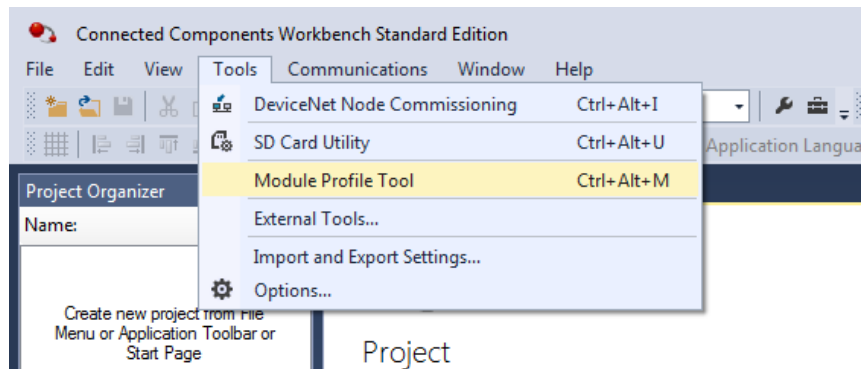 Connected Components Workbench Standard Edition
File Edit View Tools Communications Window Help
DeviceNet Node Commissioning Ctrl+Alt+I
SD Card Utility Ctrl+Alt+U
Application
Module Profile Tool Ctrl+Alt+M
Project Organizer
External Tools...
Name:
Import and Export Settings...
Options...
Create new project from File
Menu or Application Toolbar or
Start Page
Project